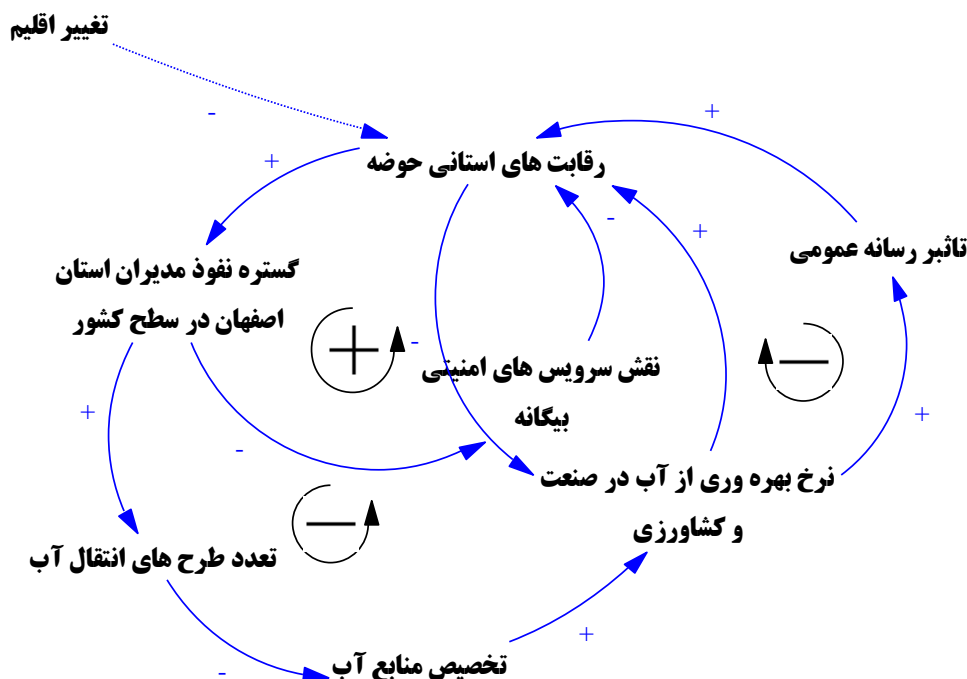 تغییر اقلیم
-
+
رقابت های استانی حوضه
+
-
+
تاثبر رسانه عمومی
گستره نفوذ مدیران استان
اصفهان در سطح کشور
+
-
−
نقش سرویس های امنیتی
بیگانه
+
+
-
نرخ بهره وری از آب در صنعت
و کشاورزی
−
تعدد طرح های انتقال آب
+
تخصیص منابع آب
-